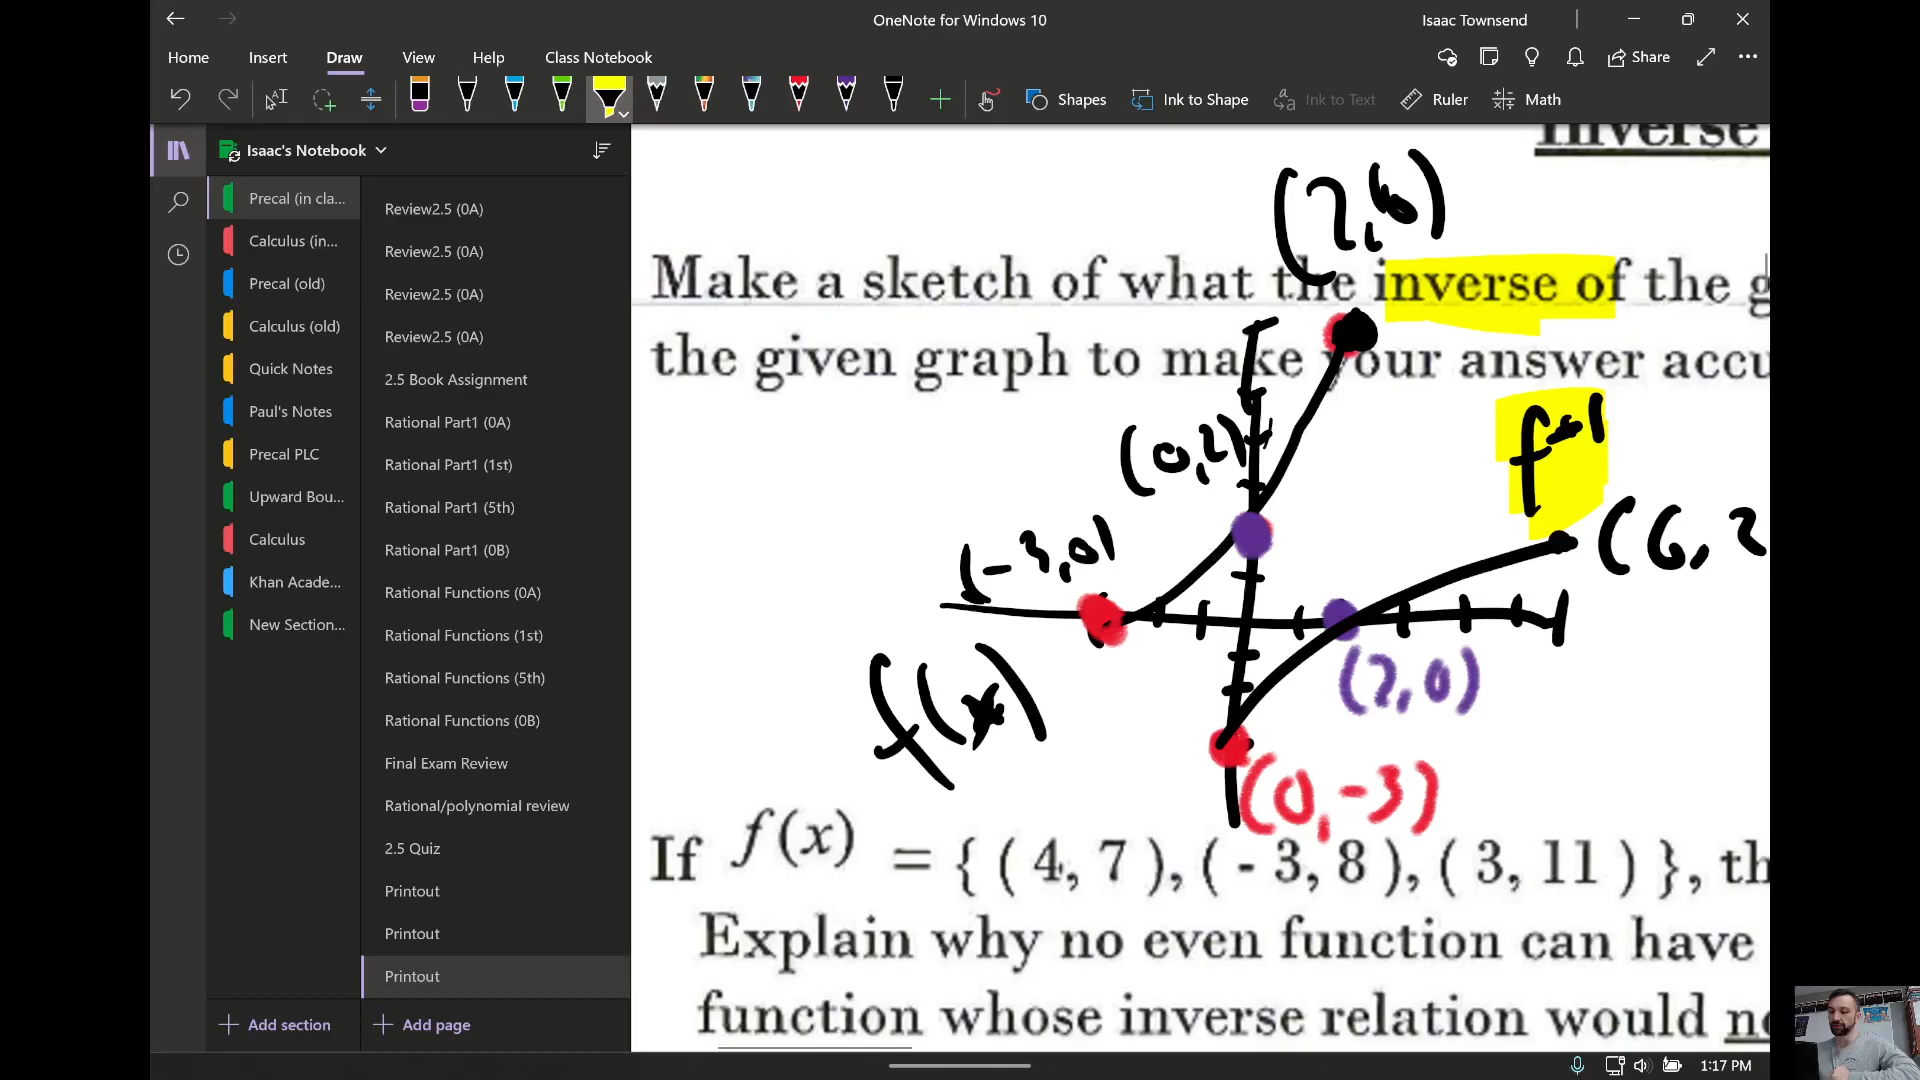 OneNote for Windows 10
Isaac Townsend
Home Insert Draw View Help Class Notebook
Share
Shapes Ink to Shape Ink to Text Ruler Math
Isaac's Notebook
Precal (in cla...
Calculus (in...
Precal (old)
Calculus (old)
Quick Notes
Paul's Notes
Precal PLC
Upward Bou...
Calculus
Khan Acade...
New Section...
Add section
Review2.5 (0A)
Review2.5 (0A)
Review2.5 (0A)
Review2.5 (0A)
2.5 Book Assignment
Rational Part1 (0A)
Rational Part1 (1st)
Rational Part1 (5th)
Rational Part1 (0B)
Rational Functions (0A)
Rational Functions (1st)
Rational Functions (5th)
Rational Functions (0B)
Final Exam Review
Rational/polynomial review
2.5 Quiz
Printout
Printout
Printout
Add page
Inverse
(2,6)
Make a sketch of what the inverse of the g
the given graph to make your answer accu
(0,2)
f-1
(-3,0)
(6, 2
f(x)
(2,0)
(0,-3)
If f(x) = { ( 4, 7 ), ( - 3, 8 ), ( 3, 11 ) }, th
Explain why no even function can have
function whose inverse relation would no
1:17 PM